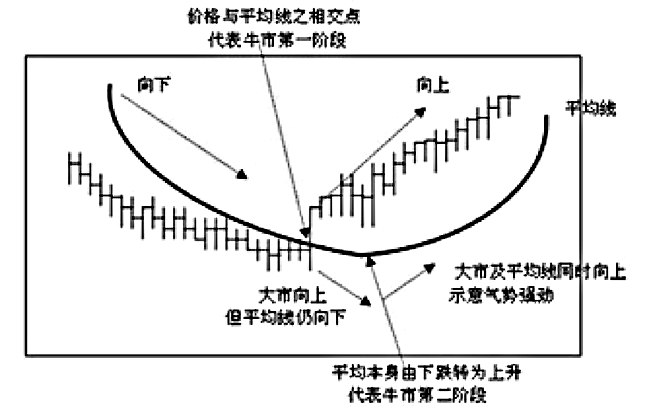 价格与平均线之相交点
代表牛市第一阶段
向下
向上
平均线
大市向上
但平均线仍向下
大市及平均线同时向上
示意气势强劲
平均本身由下跌转为上升
代表牛市第二阶段